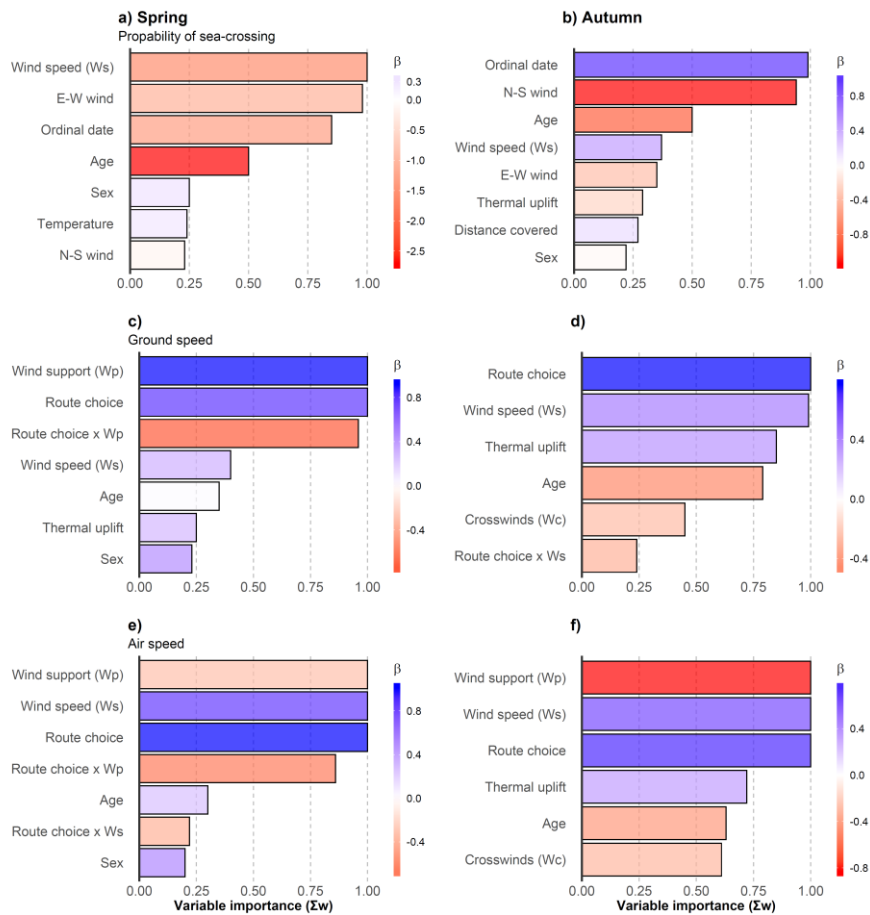 a) Spring
Propability of sea-crossing
Wind speed (Ws)
E-W wind
Ordinal date
Age
Sex
Temperature
N-S wind
0.00 0.25 0.50 0.75 1.00
β
0.3
0.0
-0.5
-1.0
-1.5
-2.0
-2.5
b) Autumn
Ordinal date
N-S wind
Age
Wind speed (Ws)
E-W wind
Thermal uplift
Distance covered
Sex
0.00 0.25 0.50 0.75 1.00
β
0.8
0.4
0.0
-0.4
-0.8
c)
Ground speed
Wind support (Wp)
Route choice
Route choice x Wp
Wind speed (Ws)
Age
Thermal uplift
Sex
0.00 0.25 0.50 0.75 1.00
β
0.8
0.4
0.0
-0.4
d)
Route choice
Wind speed (Ws)
Thermal uplift
Age
Crosswinds (Wc)
Route choice x Ws
0.00 0.25 0.50 0.75 1.00
β
0.4
0.0
-0.4
e)
Air speed
Wind support (Wp)
Wind speed (Ws)
Route choice
Route choice x Wp
Age
Route choice x Ws
Sex
0.00 0.25 0.50 0.75 1.00
Variable importance (Σw)
β
0.8
0.4
0.0
-0.4
f)
Wind support (Wp)
Wind speed (Ws)
Route choice
Thermal uplift
Age
Crosswinds (Wc)
0.00 0.25 0.50 0.75 1.00
Variable importance (Σw)
β
0.4
0.0
-0.4
-0.8